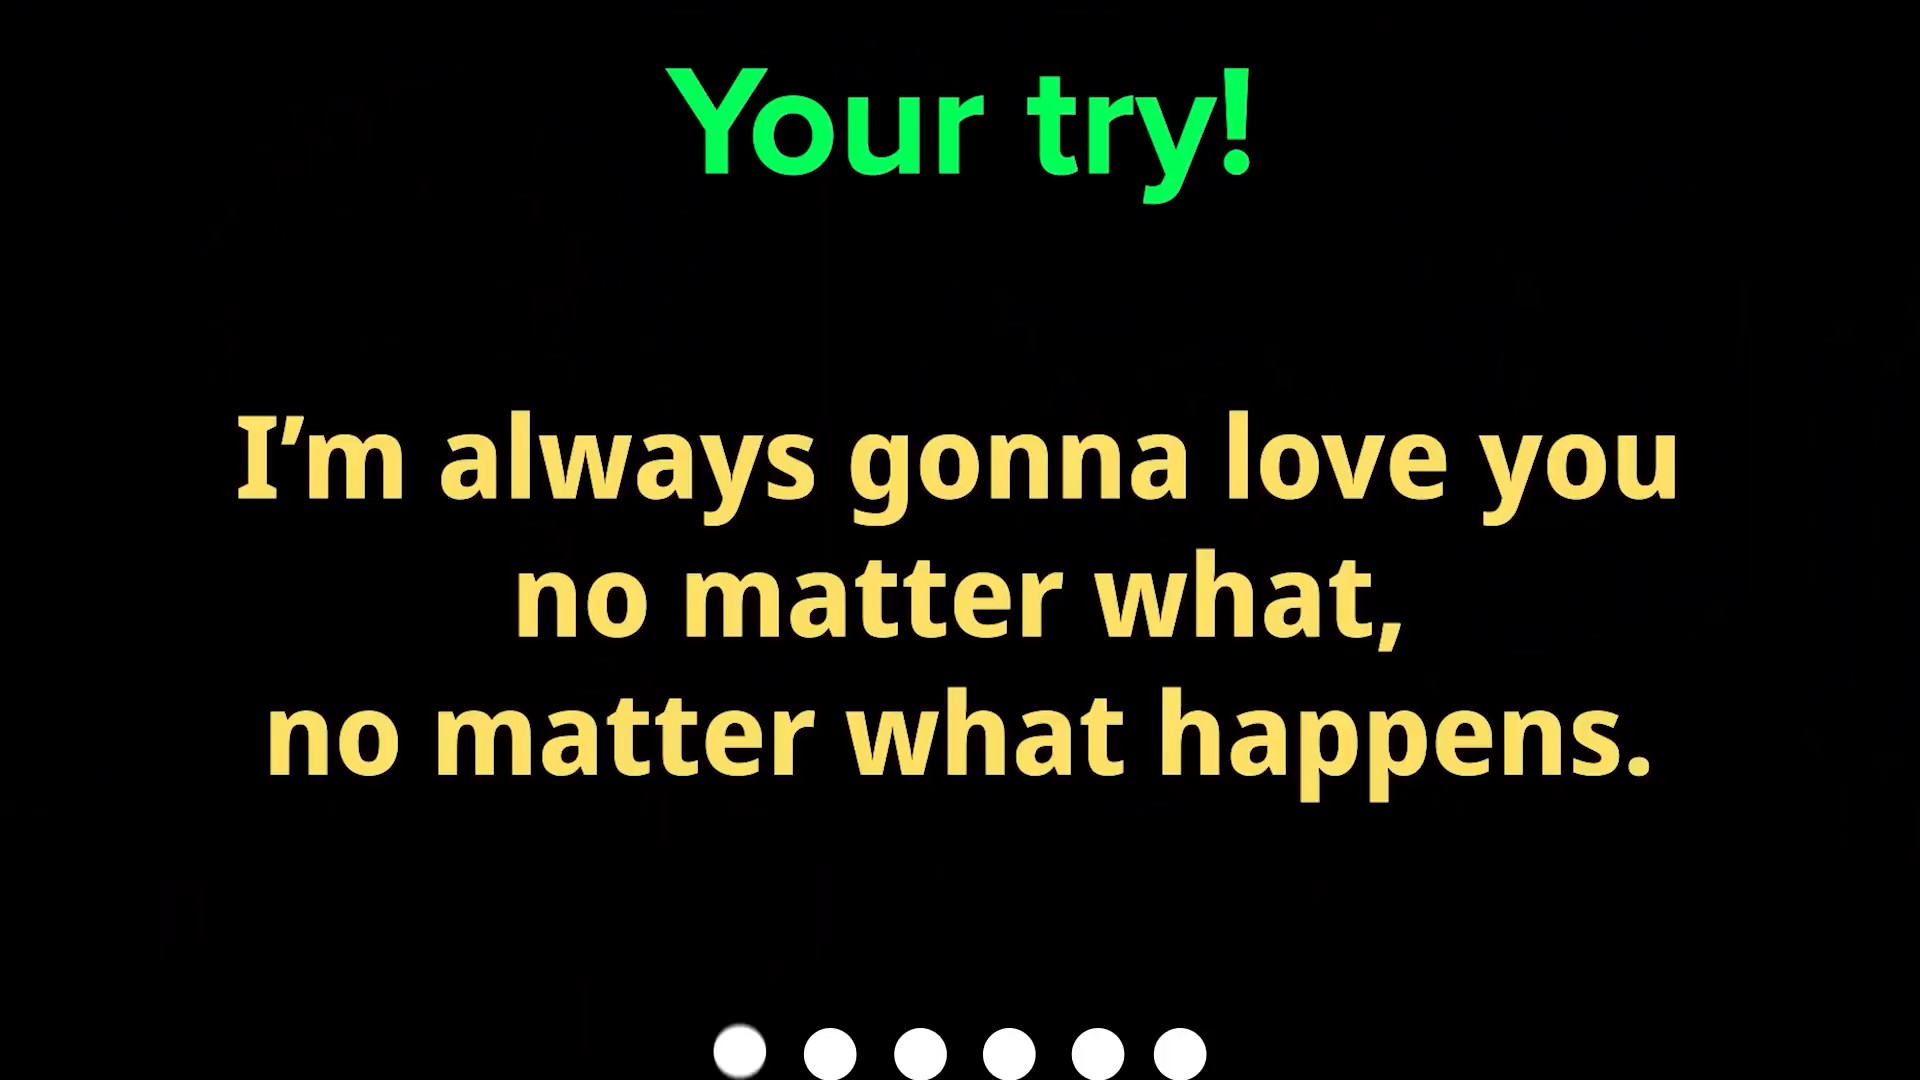 Your try!
I’m always gonna love you
no matter what,
no matter what happens.